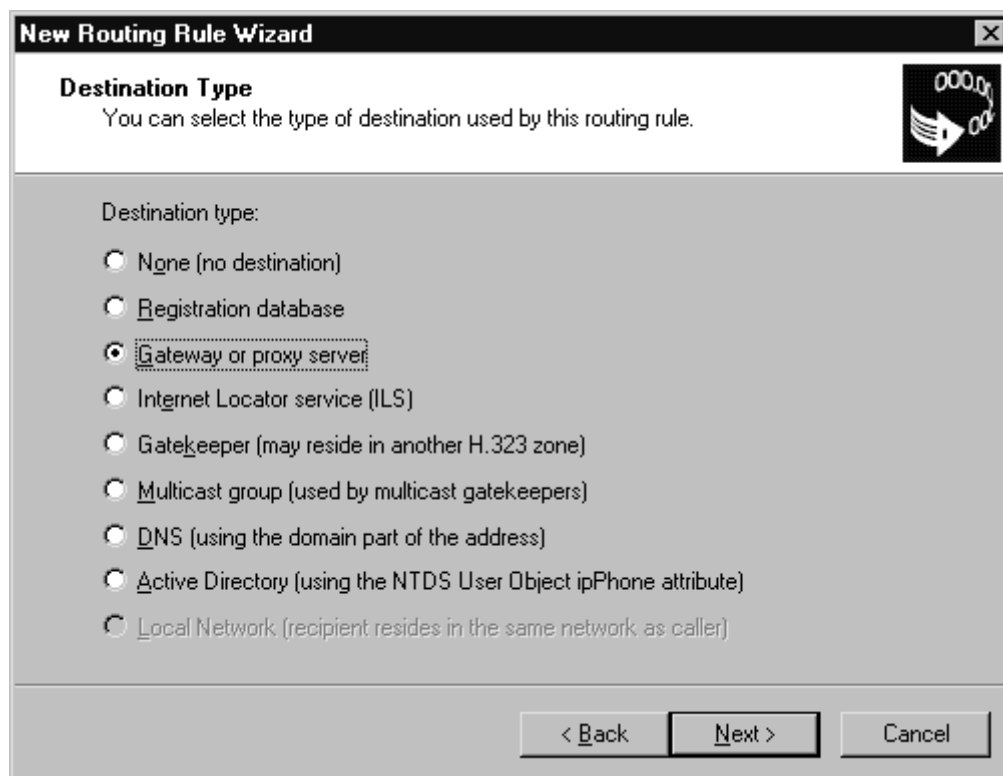 New Routing Rule Wizard
Destination Type
You can select the type of destination used by this routing rule.
Destination type:
None (no destination)
Registration database
Gateway or proxy server
Internet Locator service (ILS)
Gatekeeper (may reside in another H.323 zone)
Multicast group (used by multicast gatekeepers)
DNS (using the domain part of the address)
Active Directory (using the NTDS User Object ipPhone attribute)
Local Network (recipient resides in the same network as caller)
< Back
Next >
Cancel